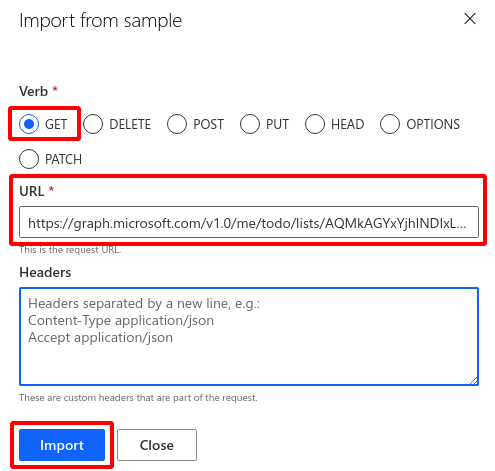 Import from sample
Verb *
GET DELETE POST PUT HEAD OPTIONS
PATCH
URL *
https://graph.microsoft.com/v1.0/me/todo/lists/AQMkAGYxYjhlNDIxL...
This is the request URL.
Headers
Headers separated by a new line, e.g.:
Content-Type application/json
Accept application/json
These are custom headers that are part of the request.
Import Close